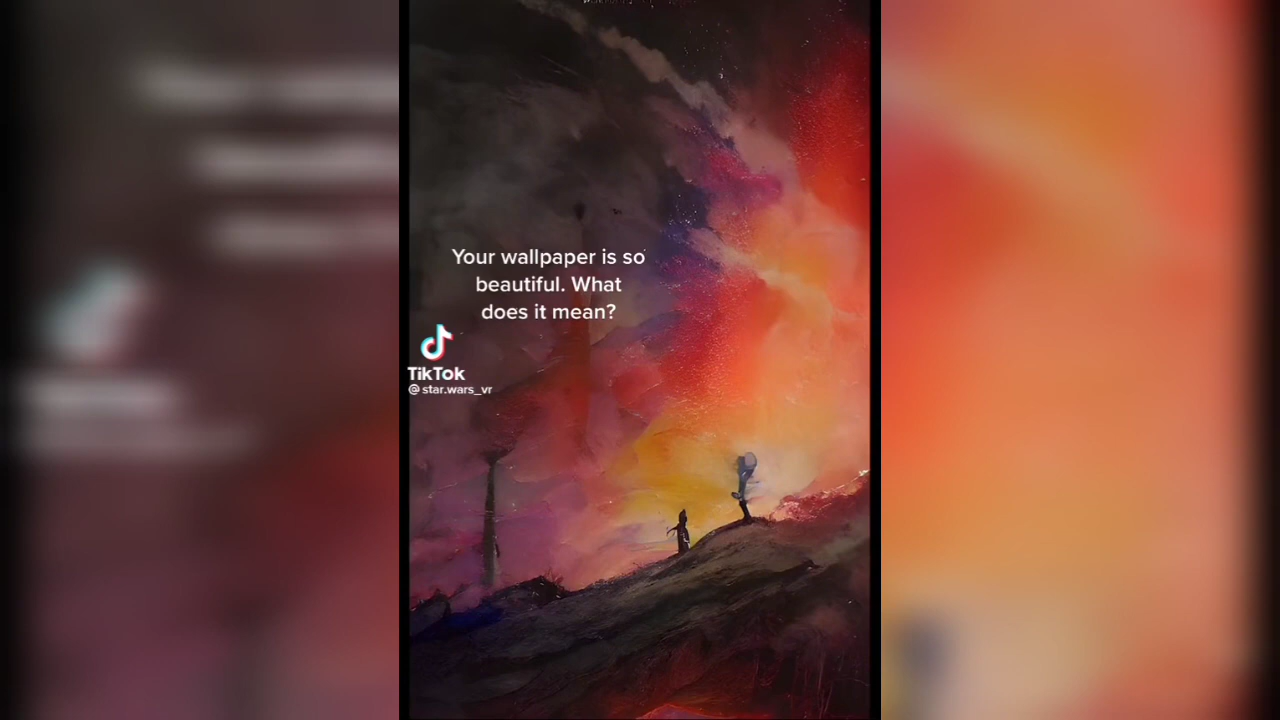 Your wallpaper is so
beautiful. What
does it mean?
TikTok
@ star.wars_vr